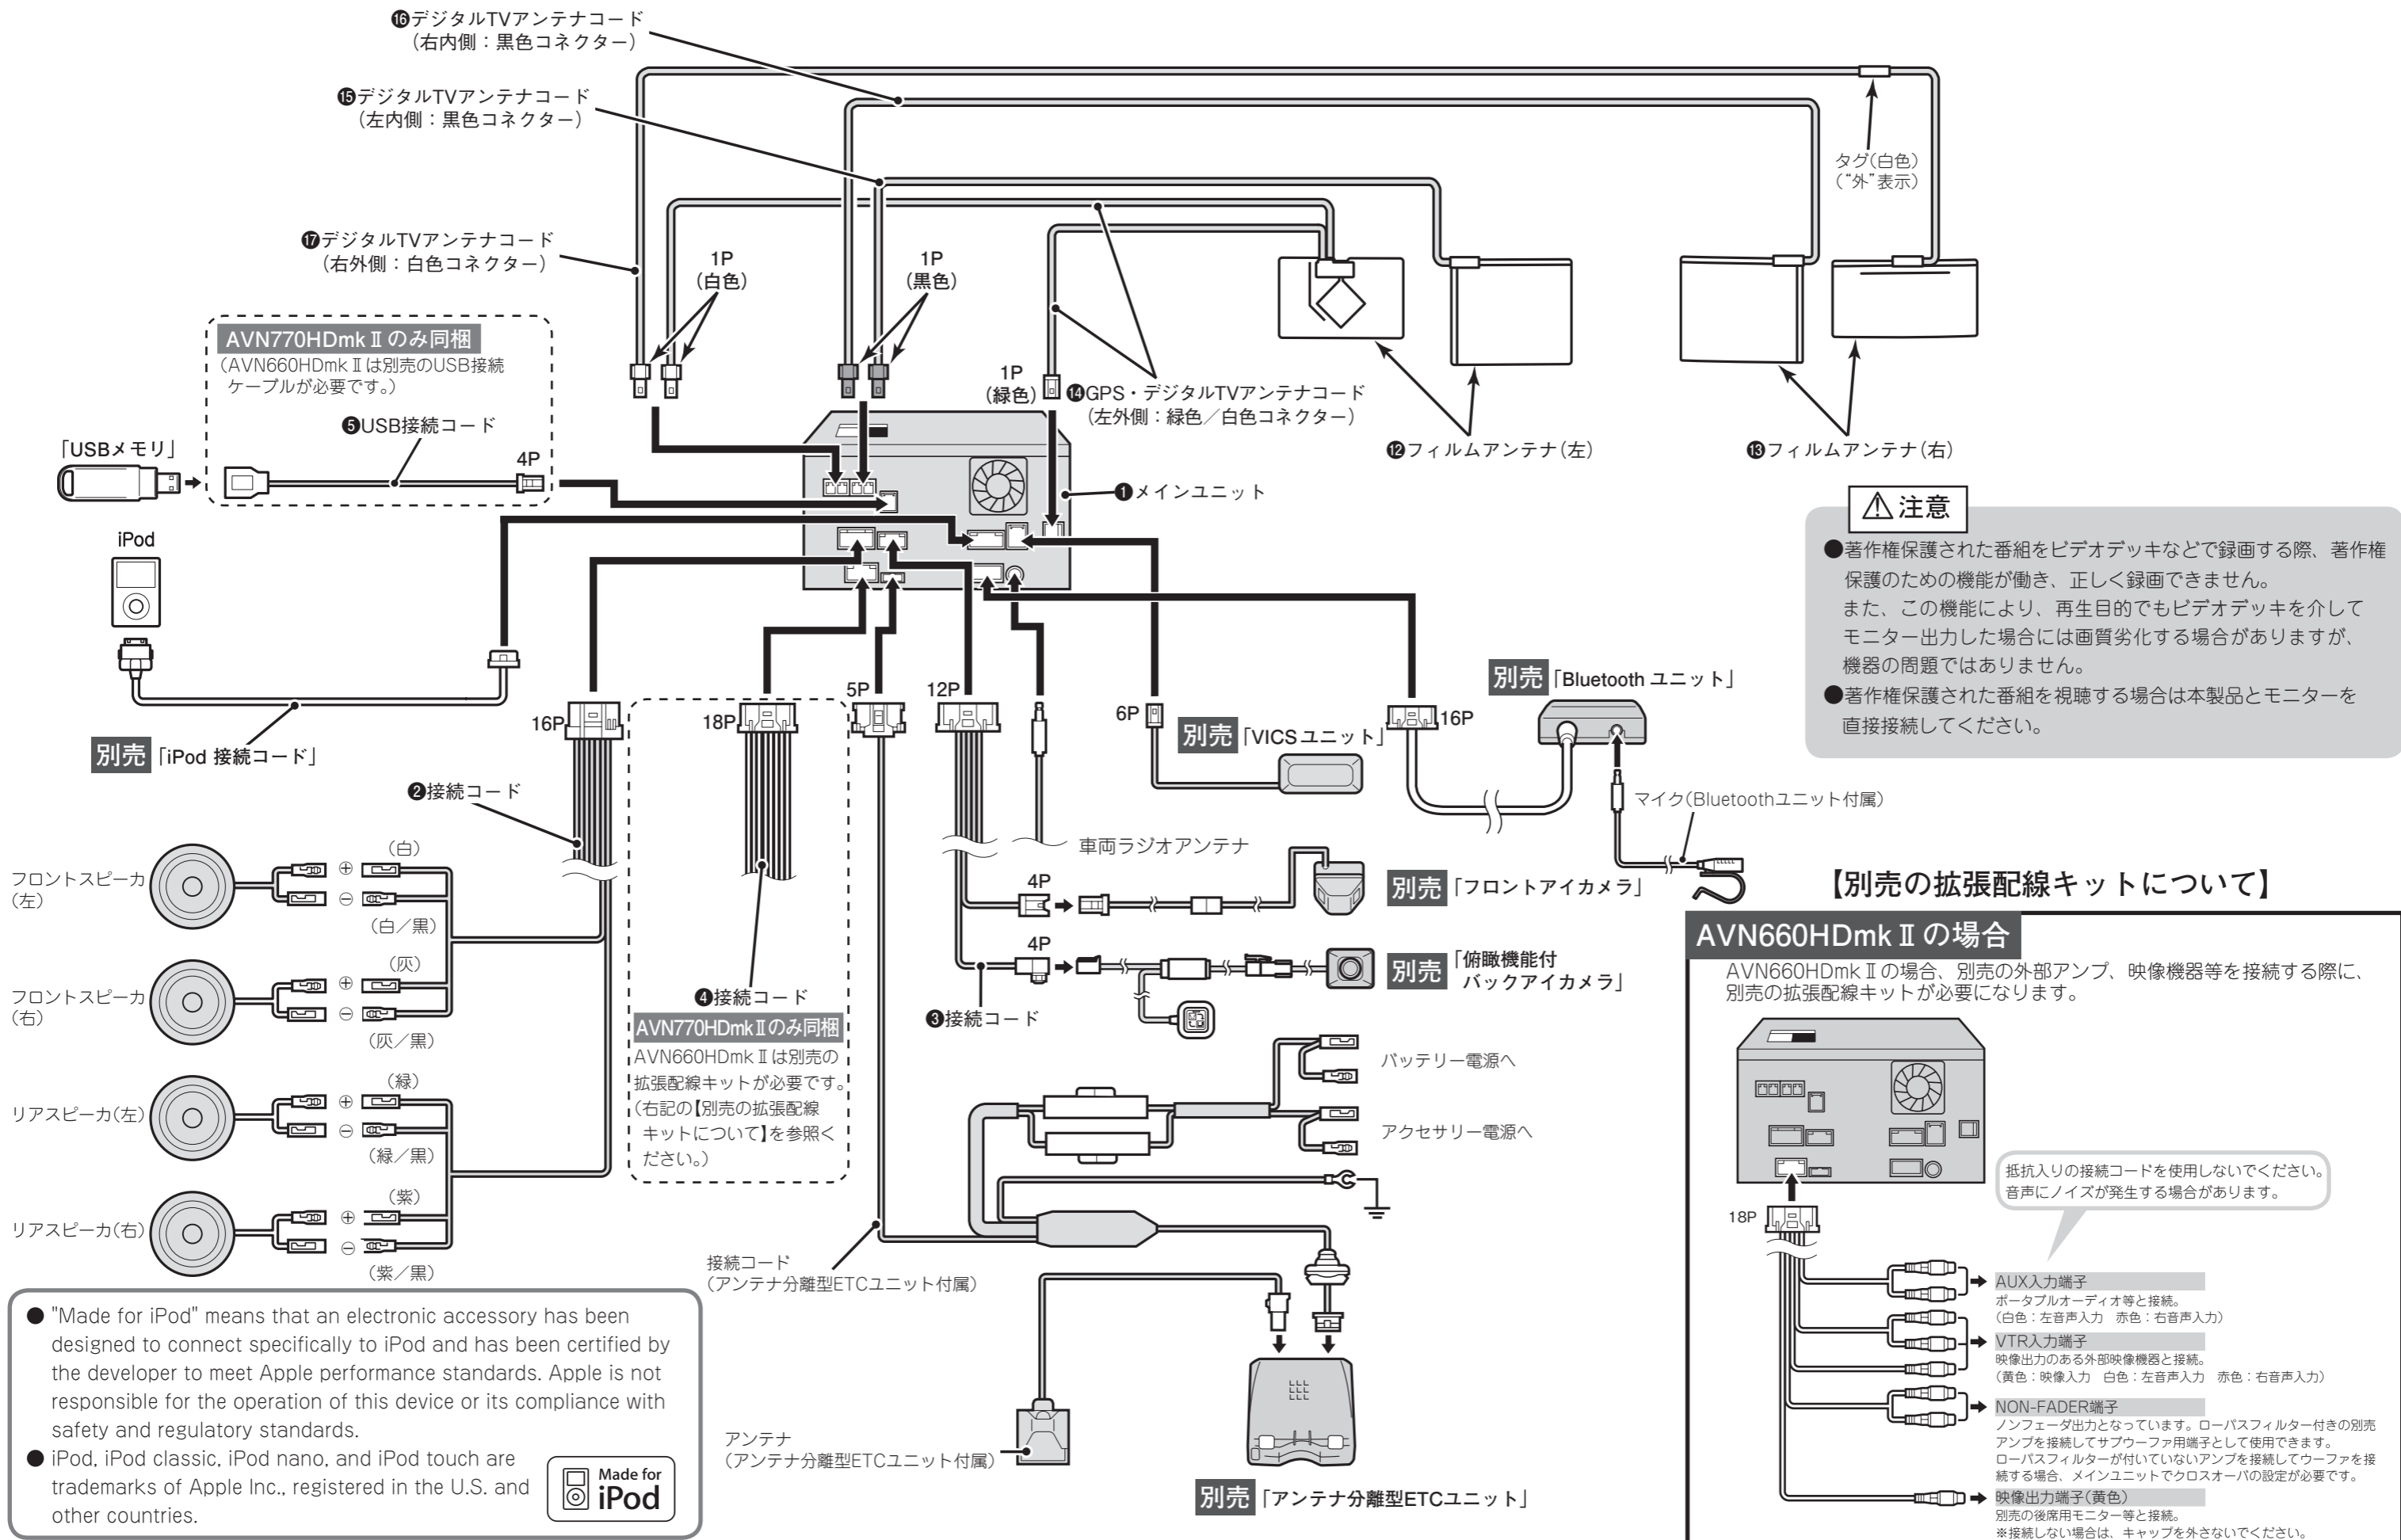 ⓰デジタルTVアンテナコード
(右内側：黒色コネクター)
⓯デジタルTVアンテナコード
(左内側：黒色コネクター)
タグ(白色)
(“外”表示)
⓱デジタルTVアンテナコード
(右外側：白色コネクター)
1P
(白色)
1P
(黒色)
AVN770HDmkⅡのみ同梱
(AVN660HDmkⅡは別売のUSB接続
ケーブルが必要です。)
❺USB接続コード
4P
「USBメモリ」
1P
(緑色)
⓮GPS・デジタルTVアンテナコード
(左外側：緑色／白色コネクター)
⓬フィルムアンテナ(左)
⓭フィルムアンテナ(右)
❶メインユニット
iPod
別売「iPod 接続コード」
⚠注意
●著作権保護された番組をビデオデッキなどで録画する際、著作権
保護のための機能が働き、正しく録画できません。
また、この機能により、再生目的でもビデオデッキを介して
モニター出力した場合には画質劣化する場合がありますが、
機器の問題ではありません。
●著作権保護された番組を視聴する場合は本製品とモニターを
直接接続してください。
16P
18P
5P
12P
6P
別売「VICSユニット」
16P
別売「Bluetooth ユニット」
マイク(Bluetoothユニット付属)
❷接続コード
車両ラジオアンテナ
4P
別売「フロントアイカメラ」
4P
別売「俯瞰機能付
バックアイカメラ」
❸接続コード
❹接続コード
AVN770HDmkⅡのみ同梱
AVN660HDmkⅡは別売の
拡張配線キットが必要です。
(右記の【別売の拡張配線
キットについて】を参照く
ださい。)
フロントスピーカ
(左)
(白)
⊕
⊖
(白／黒)
フロントスピーカ
(右)
(灰)
⊕
⊖
(灰／黒)
リアスピーカ(左)
(緑)
⊕
⊖
(緑／黒)
リアスピーカ(右)
(紫)
⊕
⊖
(紫／黒)
バッテリー電源へ
アクセサリー電源へ
接続コード
(アンテナ分離型ETCユニット付属)
アンテナ
(アンテナ分離型ETCユニット付属)
別売「アンテナ分離型ETCユニット」
● "Made for iPod" means that an electronic accessory has been
designed to connect specifically to iPod and has been certified by
the developer to meet Apple performance standards. Apple is not
responsible for the operation of this device or its compliance with
safety and regulatory standards.
● iPod, iPod classic, iPod nano, and iPod touch are
trademarks of Apple Inc., registered in the U.S. and
other countries.
Made for
iPod
【別売の拡張配線キットについて】
AVN660HDmkⅡの場合
AVN660HDmkⅡの場合、別売の外部アンプ、映像機器等を接続する際に、
別売の拡張配線キットが必要になります。
抵抗入りの接続コードを使用しないでください。
音声にノイズが発生する場合があります。
18P
AUX入力端子
ポータブルオーディオ等と接続。
(白色：左音声入力　赤色：右音声入力)
VTR入力端子
映像出力のある外部映像機器と接続。
(黄色：映像入力　白色：左音声入力　赤色：右音声入力)
NON-FADER端子
ノンフェーダ出力となっています。ローパスフィルター付きの別売
アンプを接続してサブウーファ用端子として使用できます。
ローパスフィルターが付いていないアンプを接続してウーファを接
続する場合、メインユニットでクロスオーバの設定が必要です。
映像出力端子(黄色)
別売の後席用モニター等と接続。
※接続しない場合は、キャップを外さないでください。